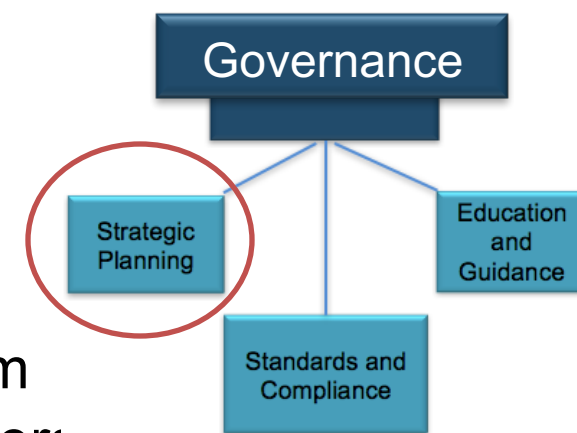 Governance
Strategic
Planning
Education
and
Guidance
Standards and
Compliance